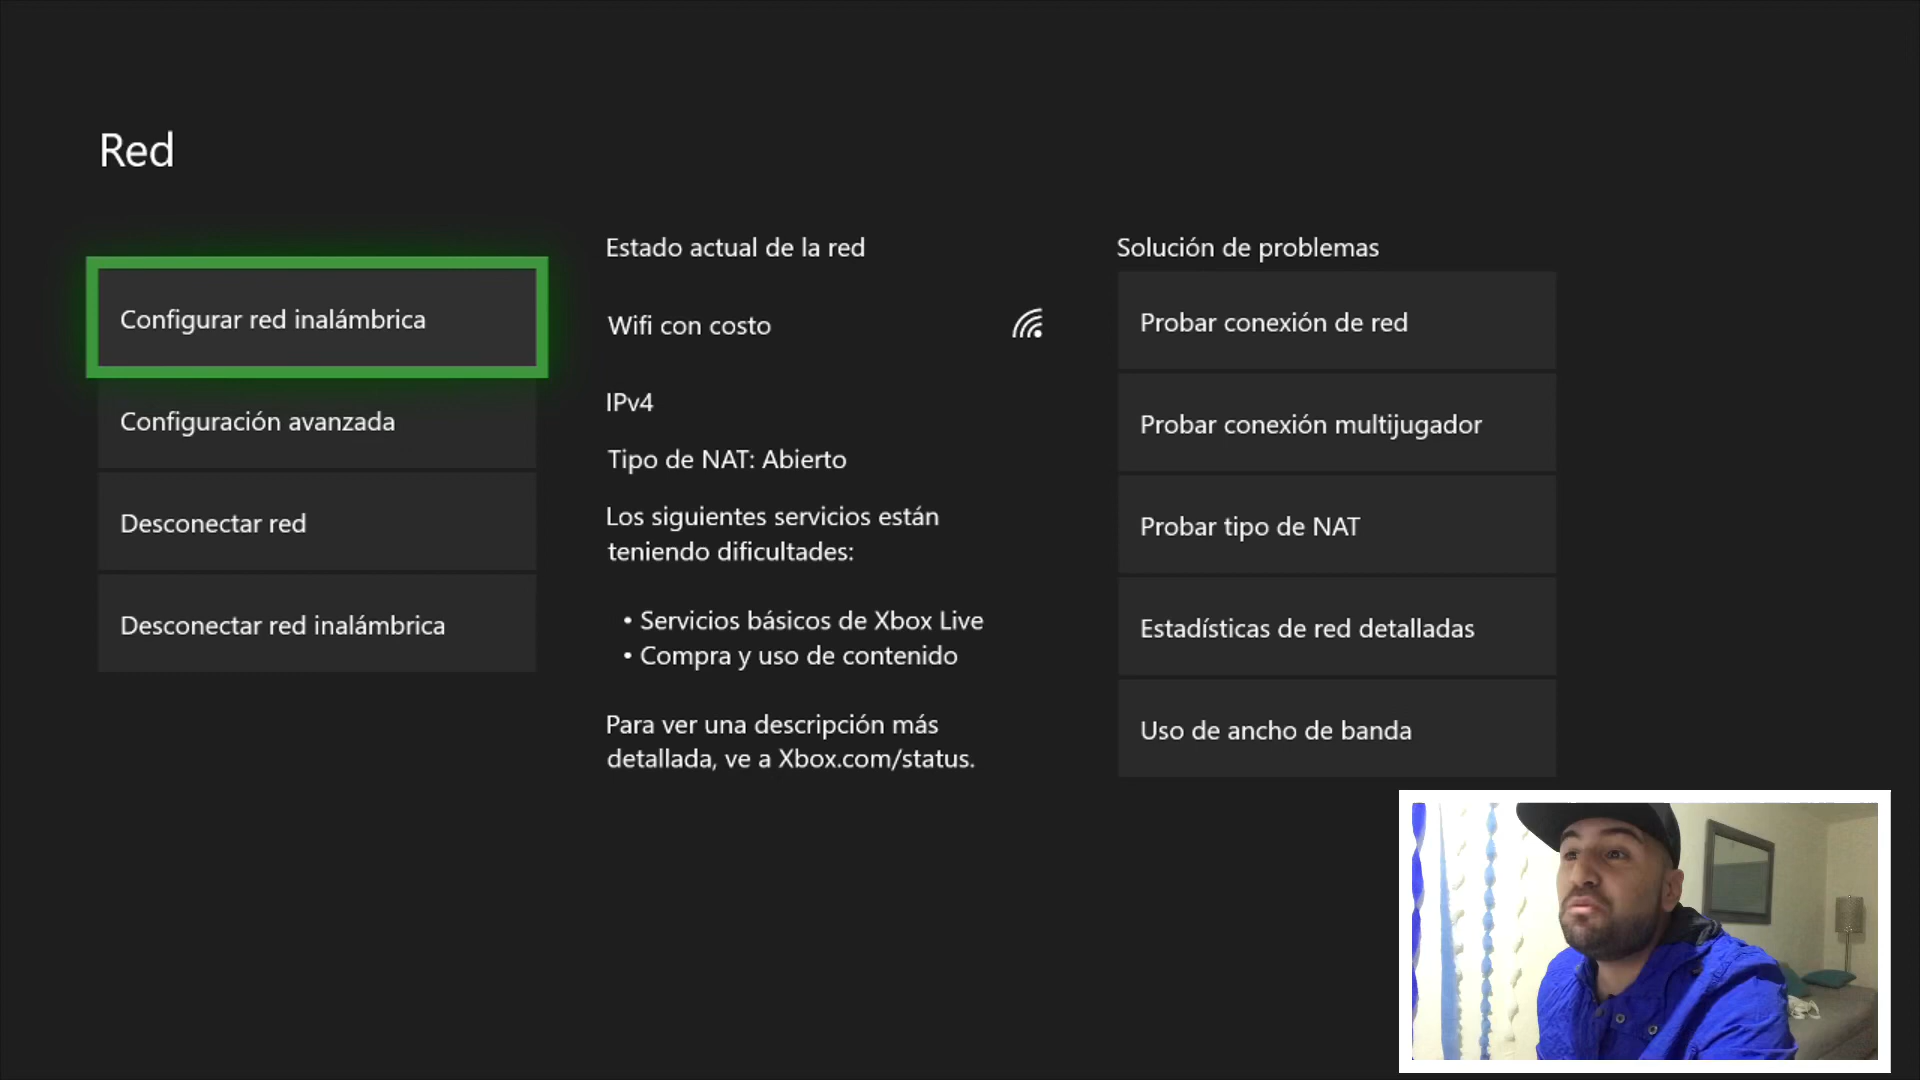 Red
Configurar red inalámbrica
Configuración avanzada
Desconectar red
Desconectar red inalámbrica
Estado actual de la red
Wifi con costo
IPv4
Tipo de NAT: Abierto
Los siguientes servicios están
teniendo dificultades:
• Servicios básicos de Xbox Live
• Compra y uso de contenido
Para ver una descripción más
detallada, ve a Xbox.com/status.
Solución de problemas
Probar conexión de red
Probar conexión multijugador
Probar tipo de NAT
Estadísticas de red detalladas
Uso de ancho de banda